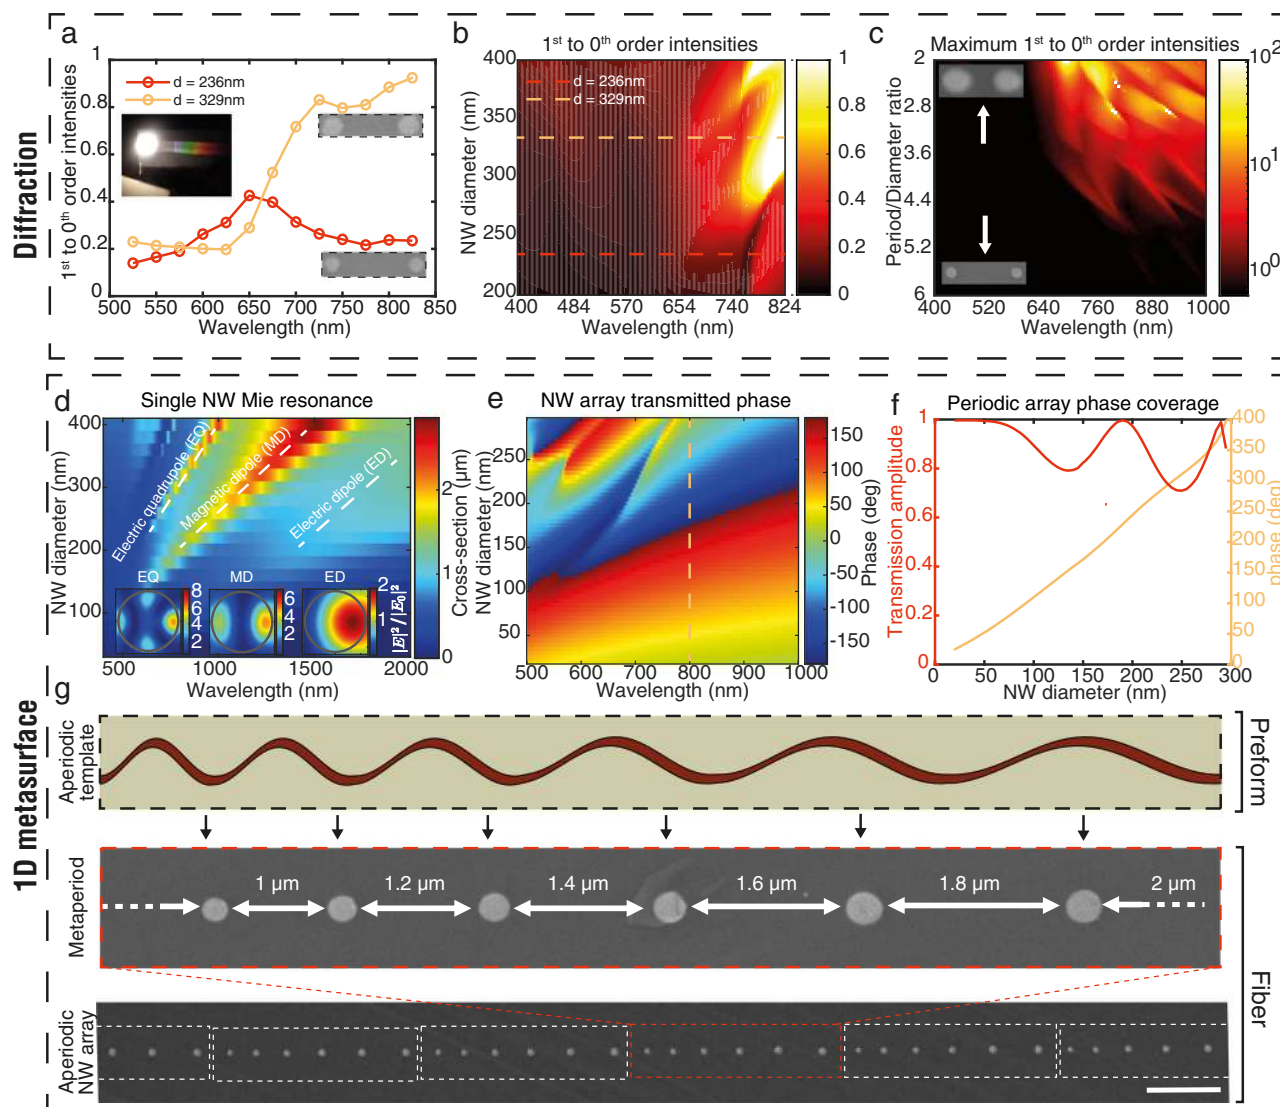 Diffraction
a
1st to 0th order intensities
1
0.8
0.6
0.4
0.2
0
d = 236nm
d = 329nm
500 550 600 650 700 750 800 850
Wavelength (nm)
b
1st to 0th order intensities
NW diameter (nm)
400
350
300
250
200
d = 236nm
d = 329nm
400 484 570 654 740 824
Wavelength (nm)
1
0.8
0.6
0.4
0.2
0
c
Maximum 1st to 0th order intensities
Period/Diameter ratio
2
2.8
3.6
4.4
5.2
6
400 520 640 760 880 1000
Wavelength (nm)
10^2
10^1
10^0
1D metasurface
d
Single NW Mie resonance
NW diameter (nm)
400
300
200
100
Electric quadrupole (EQ)
Magnetic dipole (MD)
Electric dipole (ED)
EQ
MD
ED
8
6
4
2
6
4
2
2
1
|E|²/|E₀|²
500 1000 1500 2000
Wavelength (nm)
2
1
0
Cross-section (μm)
e
NW array transmitted phase
NW diameter (nm)
250
200
150
100
50
500 600 700 800 900 1000
Wavelength (nm)
150
100
50
0
-50
-100
-150
Phase (deg)
f
Periodic array phase coverage
Transmission amplitude
1
0.8
0.6
0.4
0.2
0
0 50 100 150 200 250 300
NW diameter (nm)
400
350
300
250
200
150
100
50
0
phase (deg)
g
Aperiodic
template
Preform
Metaperiod
1 μm
1.2 μm
1.4 μm
1.6 μm
1.8 μm
2 μm
Fiber
Aperiodic
NW array